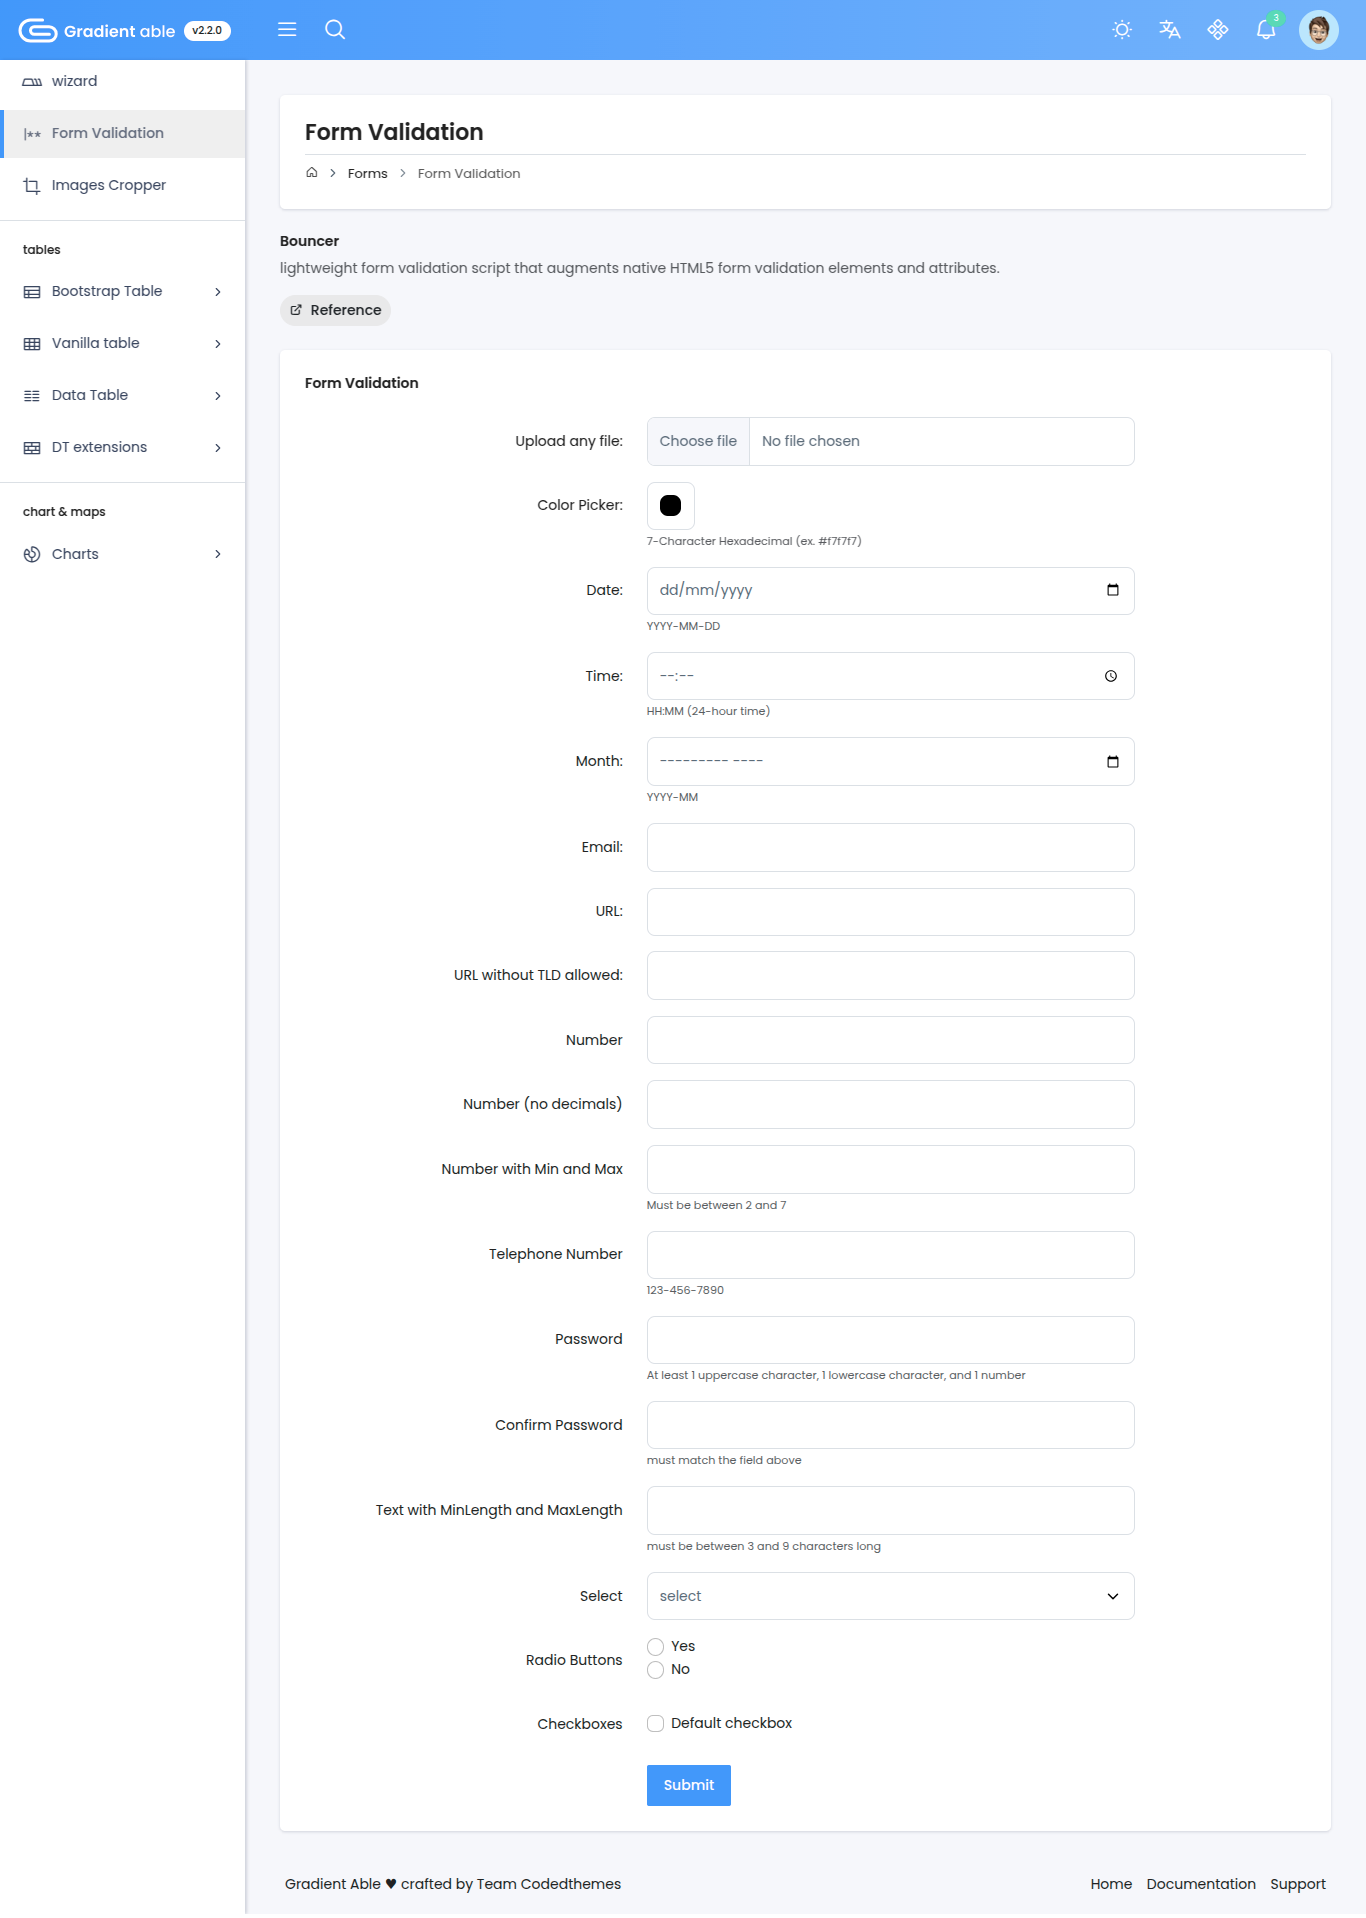 Gradient able v2.2.0
3
wizard
Form Validation
Images Cropper
tables
Bootstrap Table
Vanilla table
Data Table
DT extensions
chart & maps
Charts
Form Validation
Forms Form Validation
Bouncer
lightweight form validation script that augments native HTML5 form validation elements and attributes.
Reference
Form Validation
Upload any file: Choose file No file chosen
Color Picker:
7-Character Hexadecimal (ex. #f7f7f7)
Date: dd/mm/yyyy
YYYY-MM-DD
Time: --:--
HH:MM (24-hour time)
Month: --------- ----
YYYY-MM
Email:
URL:
URL without TLD allowed:
Number
Number (no decimals)
Number with Min and Max
Must be between 2 and 7
Telephone Number
123-456-7890
Password
At least 1 uppercase character, 1 lowercase character, and 1 number
Confirm Password
must match the field above
Text with MinLength and MaxLength
must be between 3 and 9 characters long
Select select
Radio Buttons
Yes
No
Checkboxes Default checkbox
Submit
Gradient Able ♥ crafted by Team Codedthemes
Home Documentation Support